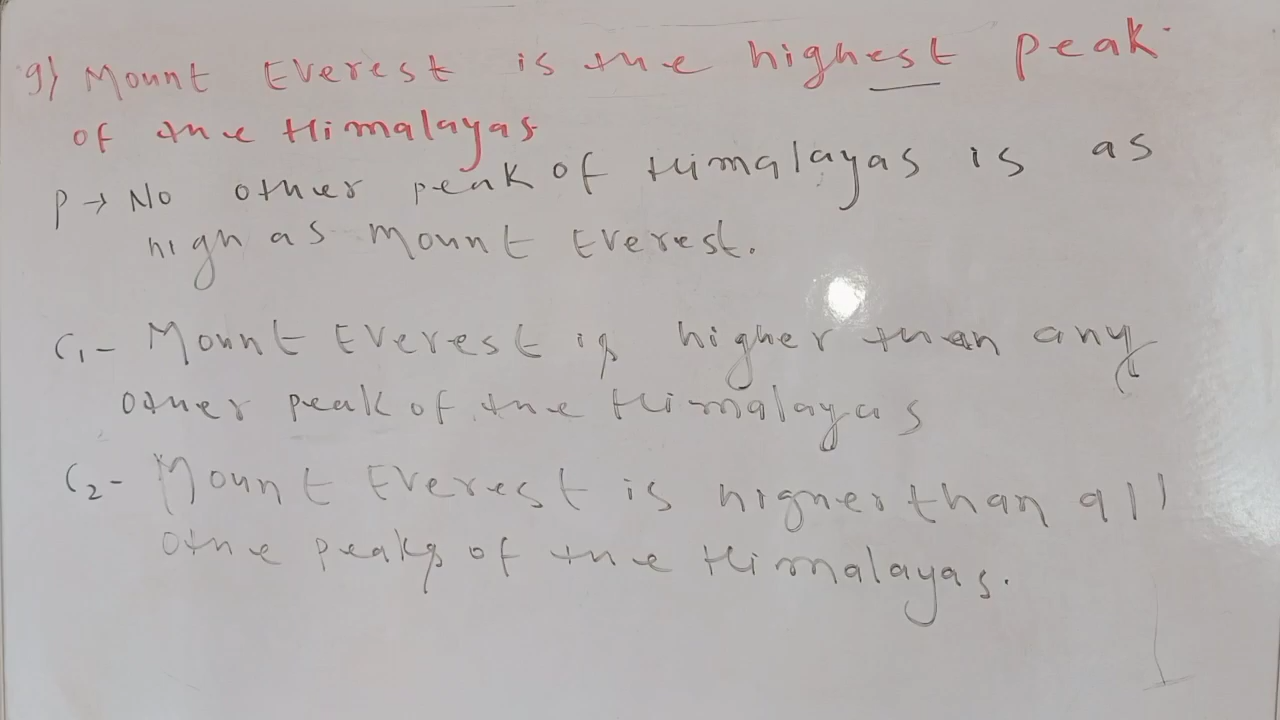 g) Mount Everest is the highest peak.
of the Himalayas
P → No other peak of Himalayas is as
high as Mount Everest.
C1- Mount Everest is higher than any
other peak of the Himalayas
C2- Mount Everest is higher than all
othe peaks of the Himalayas.